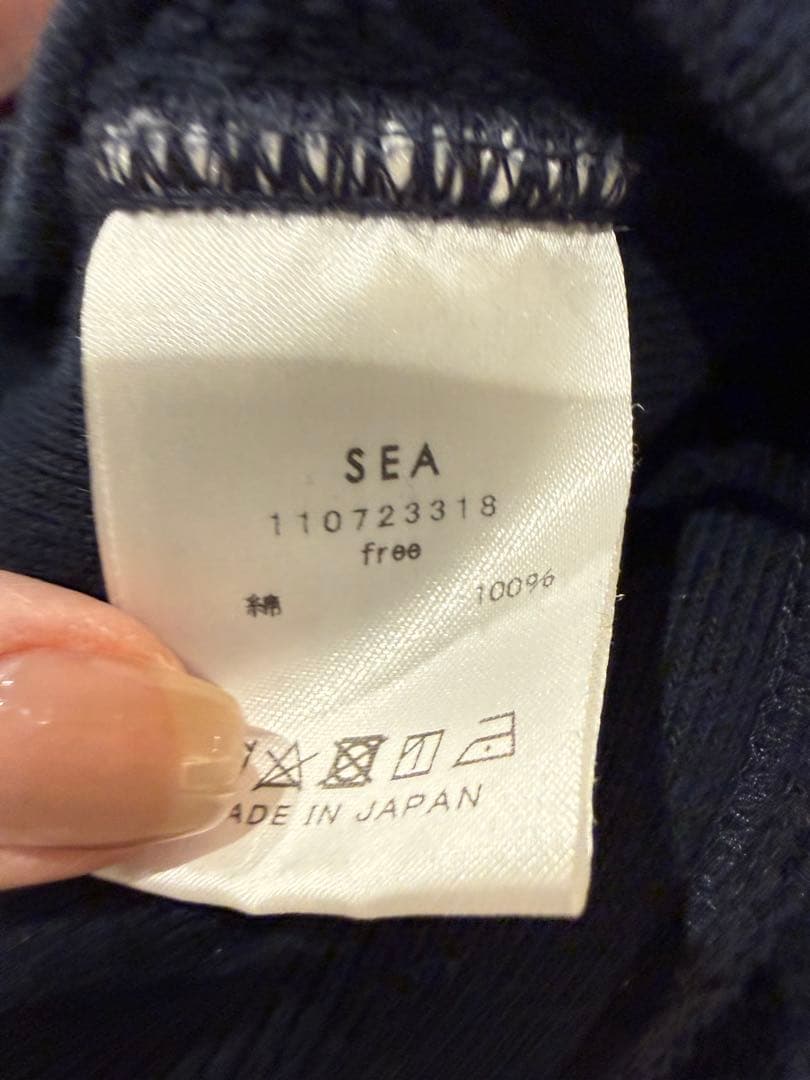 SEA
110723318
free
綿 100%
ADE IN JAPAN